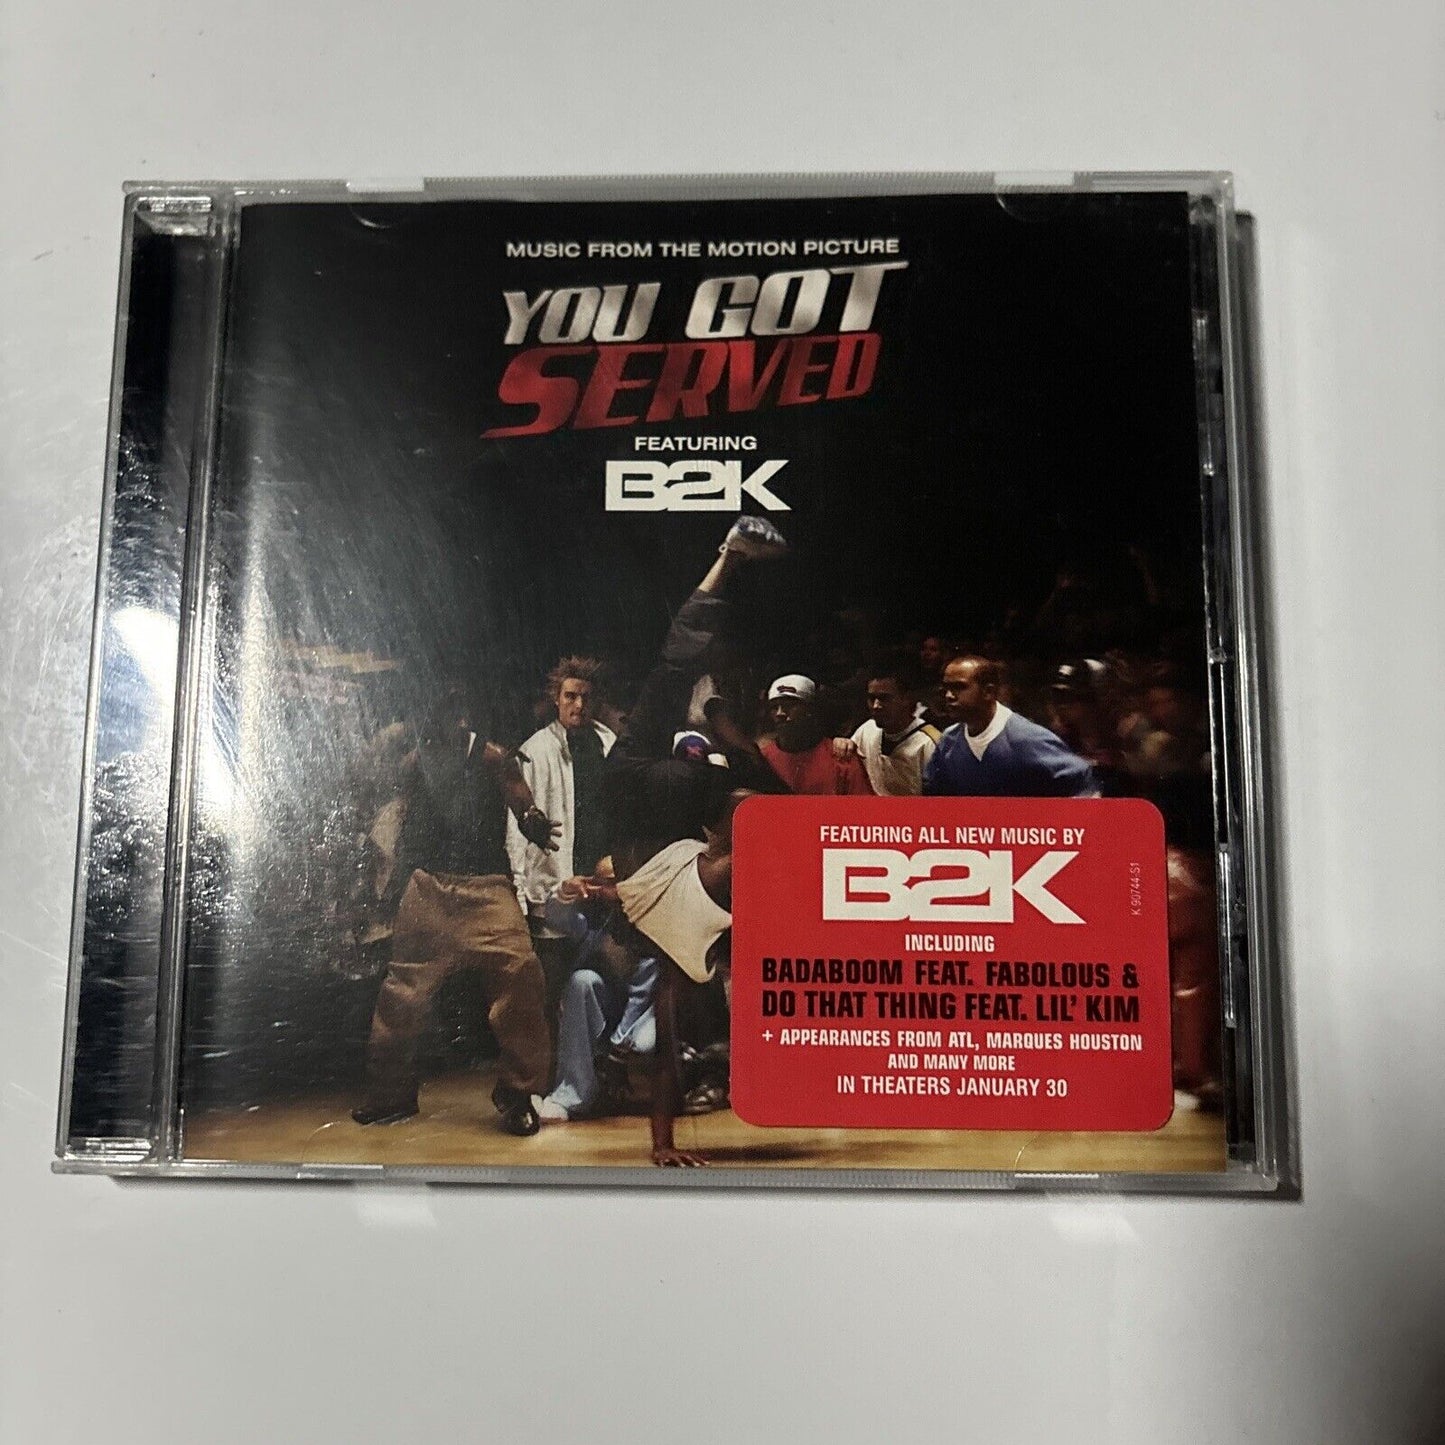 MUSIC FROM THE MOTION PICTURE
YOU GOT
SERVED
FEATURING
B2K
FEATURING ALL NEW MUSIC BY
B2K
K 90744-S1
INCLUDING
BADABOOM FEAT. FABOLOUS &
DO THAT THING FEAT. LIL' KIM
+ APPEARANCES FROM ATL, MARQUES HOUSTON
AND MANY MORE
IN THEATERS JANUARY 30